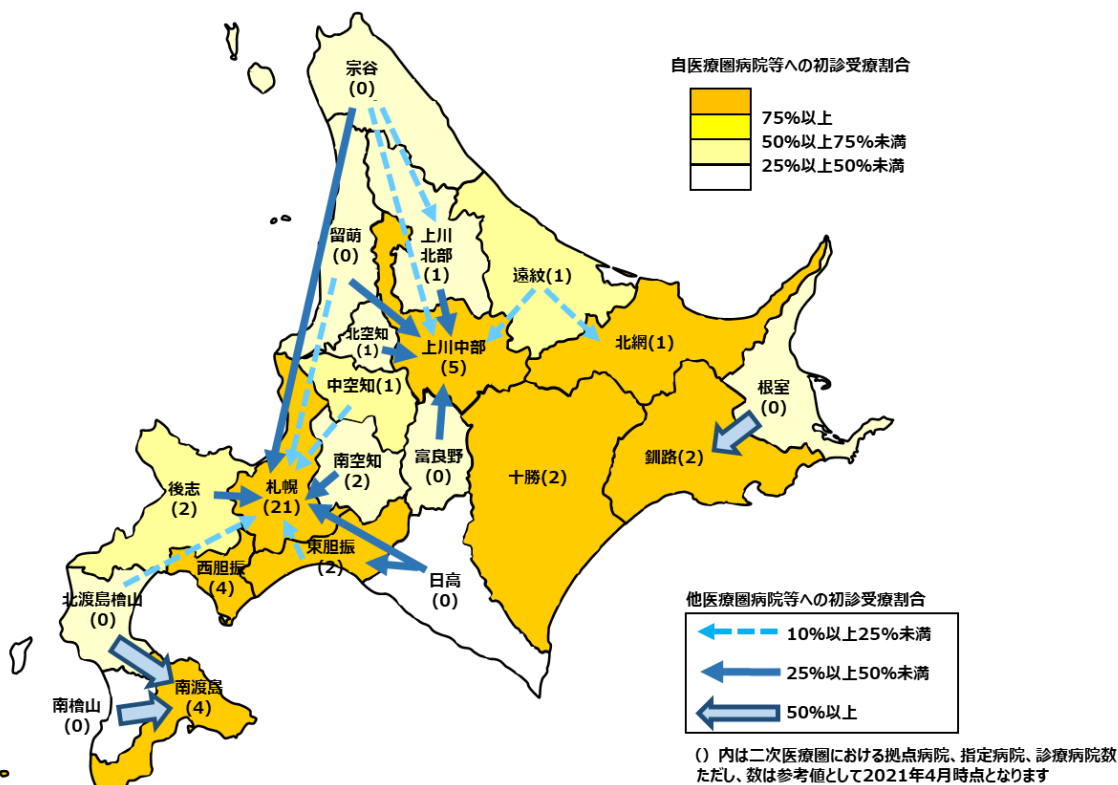 宗谷
(0)
自医療圏病院等への初診受療割合
75%以上
50%以上75%未満
25%以上50%未満
留萌
(0)
上川
北部
(1)
遠紋(1)
北空知
(1)
上川中部
(5)
北網(1)
中空知(1)
根室
(0)
南空知
(2)
富良野
(0)
十勝(2)
釧路(2)
後志
(2)
札幌
(21)
東胆振
(2)
西胆振
(4)
日高
(0)
北渡島檜山
(0)
南渡島
(4)
南檜山
(0)
他医療圏病院等への初診受療割合
10%以上25%未満
25%以上50%未満
50%以上
() 内は二次医療圏における拠点病院、指定病院、診療病院数
ただし、数は参考値として2021年4月時点となります